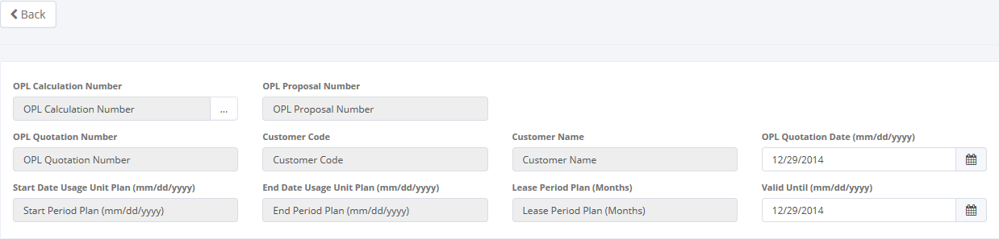 Back
OPL Calculation Number OPL Proposal Number
OPL Calculation Number ... OPL Proposal Number
OPL Quotation Number Customer Code Customer Name OPL Quotation Date (mm/dd/yyyy)
OPL Quotation Number Customer Code Customer Name 12/29/2014
Start Date Usage Unit Plan (mm/dd/yyyy) End Date Usage Unit Plan (mm/dd/yyyy) Lease Period Plan (Months) Valid Until (mm/dd/yyyy)
Start Period Plan (mm/dd/yyyy) End Period Plan (mm/dd/yyyy) Lease Period Plan (Months) 12/29/2014